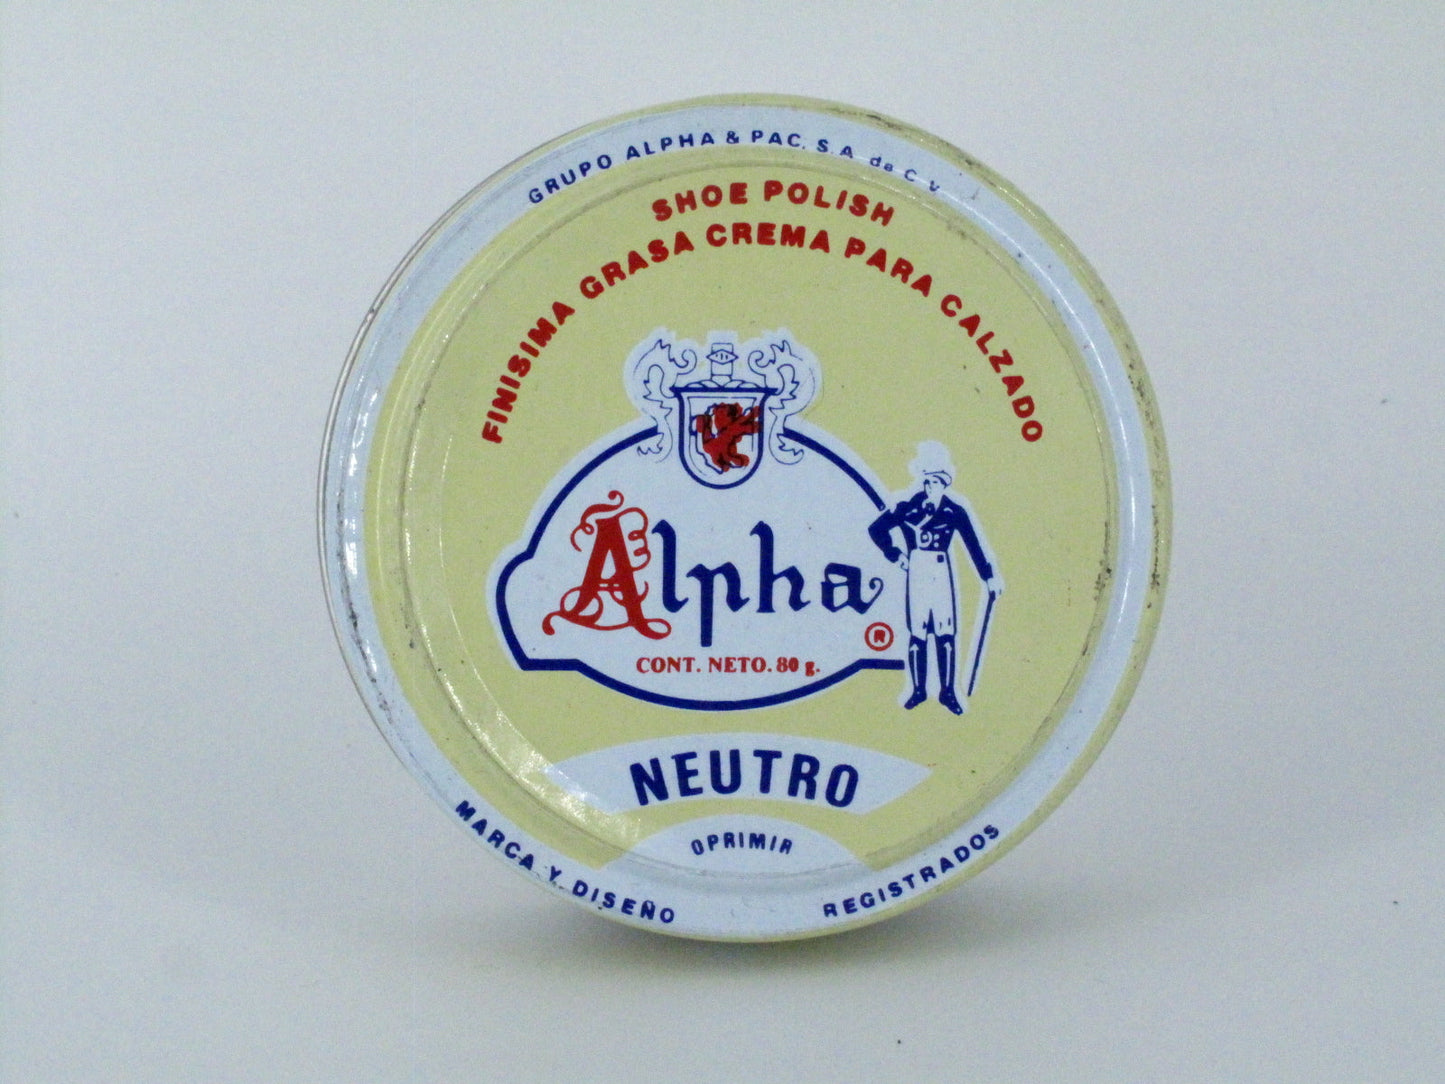 GRUPO ALPHA & PAC. S.A. de C V
SHOE POLISH
FINISIMA GRASA CREMA PARA CALZADO
Alpha
®
CONT. NETO. 80 g.
NEUTRO
OPRIMIR
MARCA Y DISEÑO REGISTRADOS